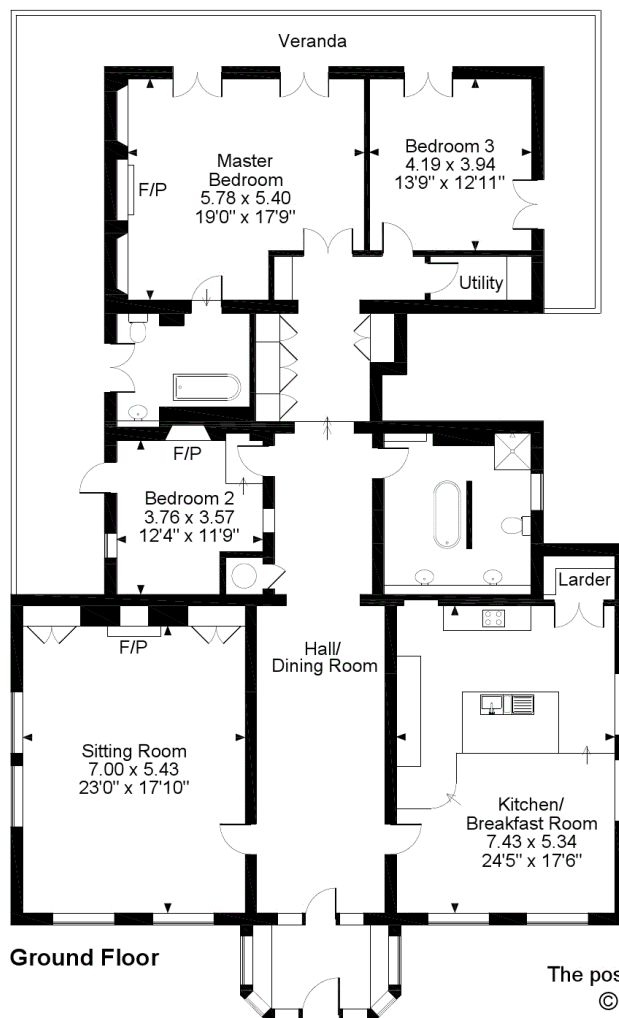 Veranda
Master
Bedroom
5.78 x 5.40
19'0" x 17'9"
F/P
Bedroom 3
4.19 x 3.94
13'9" x 12'11"
Utility
F/P
Bedroom 2
3.76 x 3.57
12'4" x 11'9"
Larder
F/P
Hall/
Dining Room
Sitting Room
7.00 x 5.43
23'0" x 17'10"
Kitchen/
Breakfast Room
7.43 x 5.34
24'5" x 17'6"
Ground Floor
The pos
©